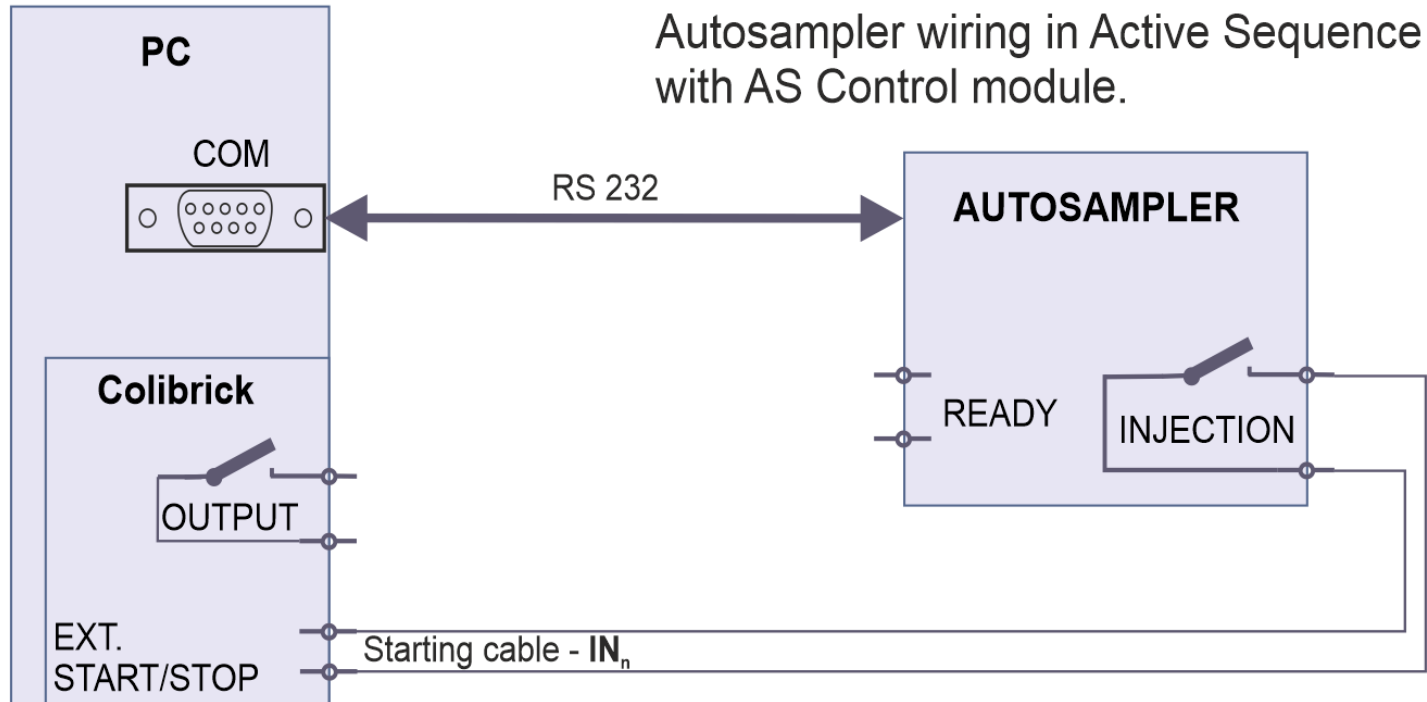 PC
Autosampler wiring in Active Sequence
with AS Control module.
COM
RS 232
AUTOSAMPLER
Colibrick
READY
INJECTION
OUTPUT
EXT.
START/STOP
Starting cable - INn